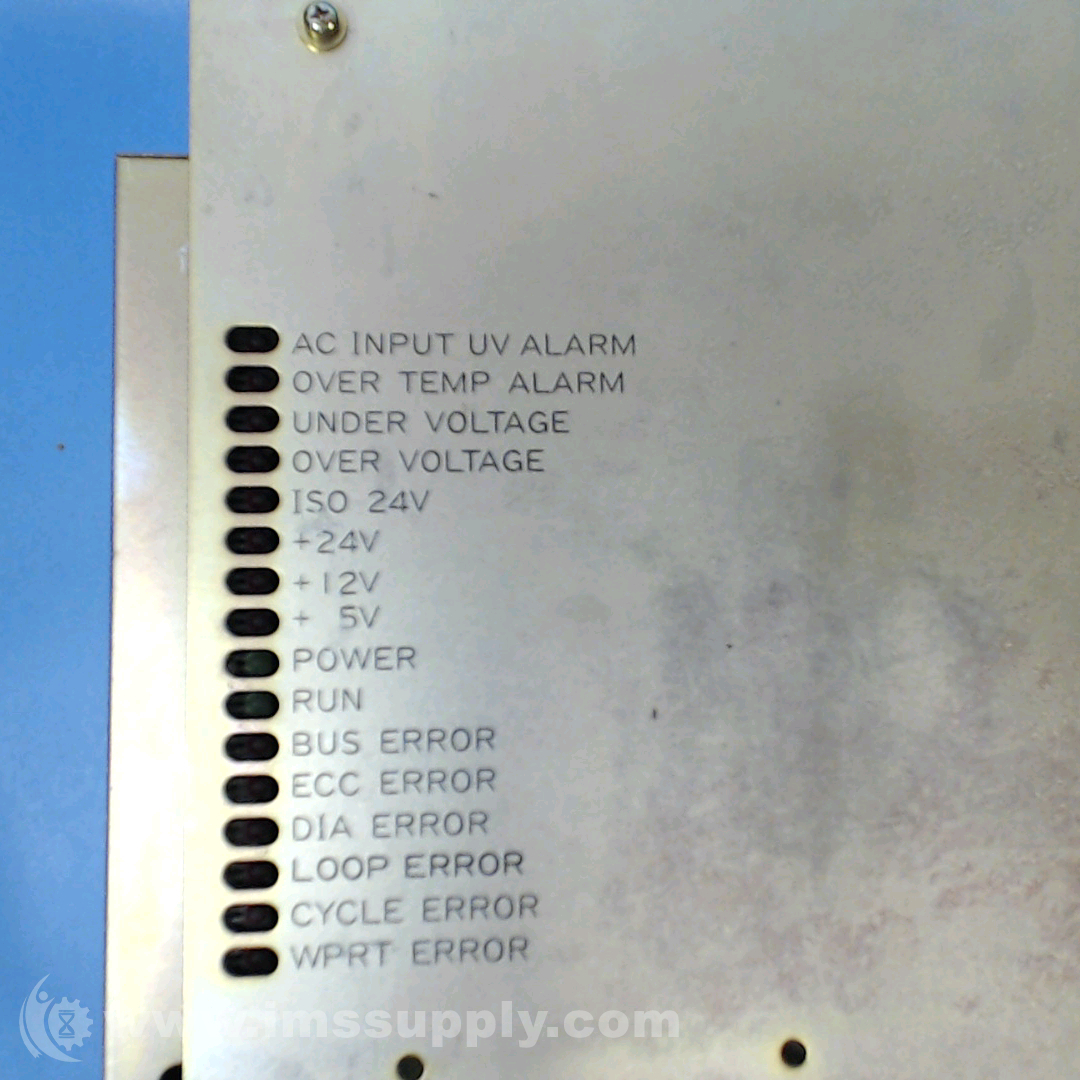 AC INPUT UV ALARM
OVER TEMP ALARM
UNDER VOLTAGE
OVER VOLTAGE
ISO 24V
+24V
+12V
+ 5V
POWER
RUN
BUS ERROR
ECC ERROR
DIA ERROR
LOOP ERROR
CYCLE ERROR
WPRT ERROR
www.imssupply.com